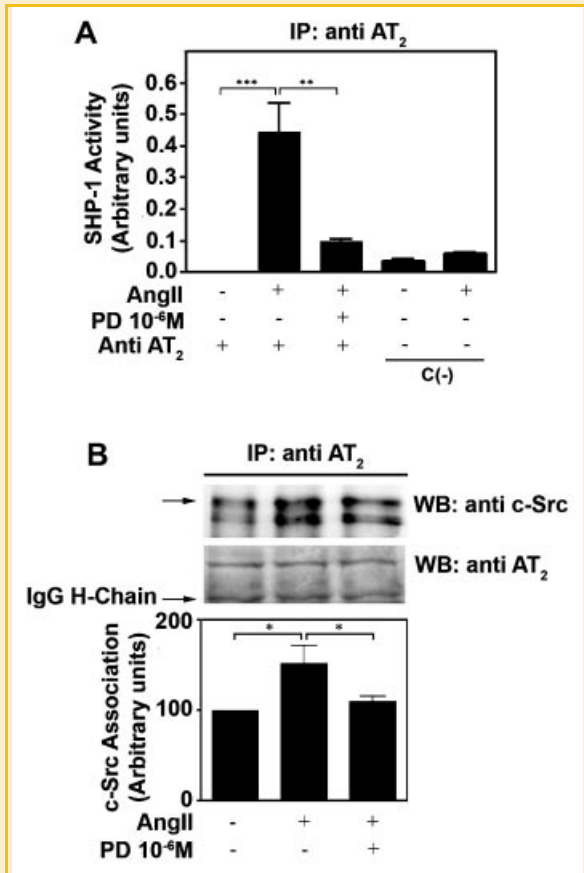 A
IP: anti AT₂
SHP-1 Activity
(Arbitrary units)
0.6
0.5
0.4
0.3
0.2
0.1
0.0
*** **
AngII - + + - +
PD 10⁻⁶M - - + - -
Anti AT₂ + + + - -
C(-)
B
IP: anti AT₂
WB: anti c-Src
WB: anti AT₂
IgG H-Chain
c-Src Association
(Arbitrary units)
200
100
0
* *
AngII - + +
PD 10⁻⁶M - - +